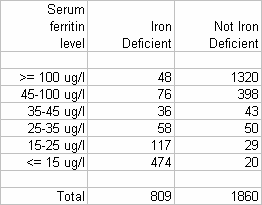 Serum ferritin level Iron Deficient Not Iron Deficient
>= 100 ug/l 48 1320
45-100 ug/l 76 398
35-45 ug/l 36 43
25-35 ug/l 58 50
15-25 ug/l 117 29
<= 15 ug/l 474 20
Total 809 1860